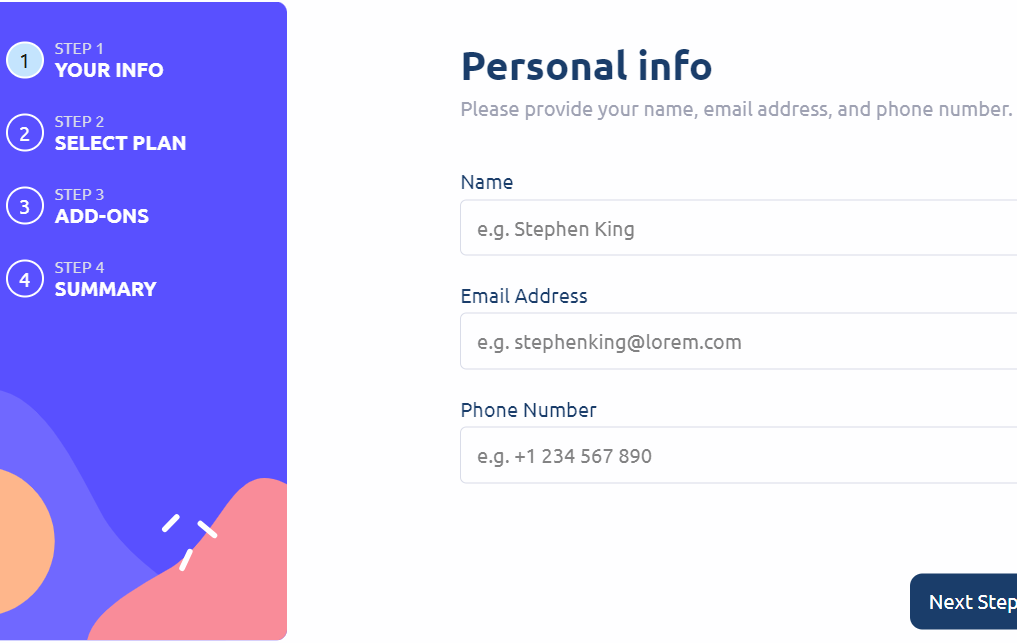 1
STEP 1
YOUR INFO
2
STEP 2
SELECT PLAN
3
STEP 3
ADD-ONS
4
STEP 4
SUMMARY
Personal info
Please provide your name, email address, and phone number.
Name
e.g. Stephen King
Email Address
e.g. stephenking@lorem.com
Phone Number
e.g. +1 234 567 890
Next Step